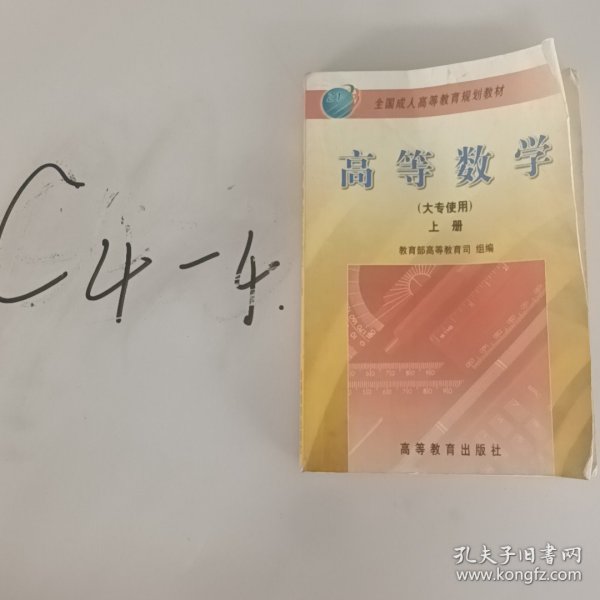 C4-4.
全国成人高等教育规划教材
高等数学
(大专使用)
上册
教育部高等教育司 组编
高等教育出版社
孔夫子旧书网
www.kongfz.com